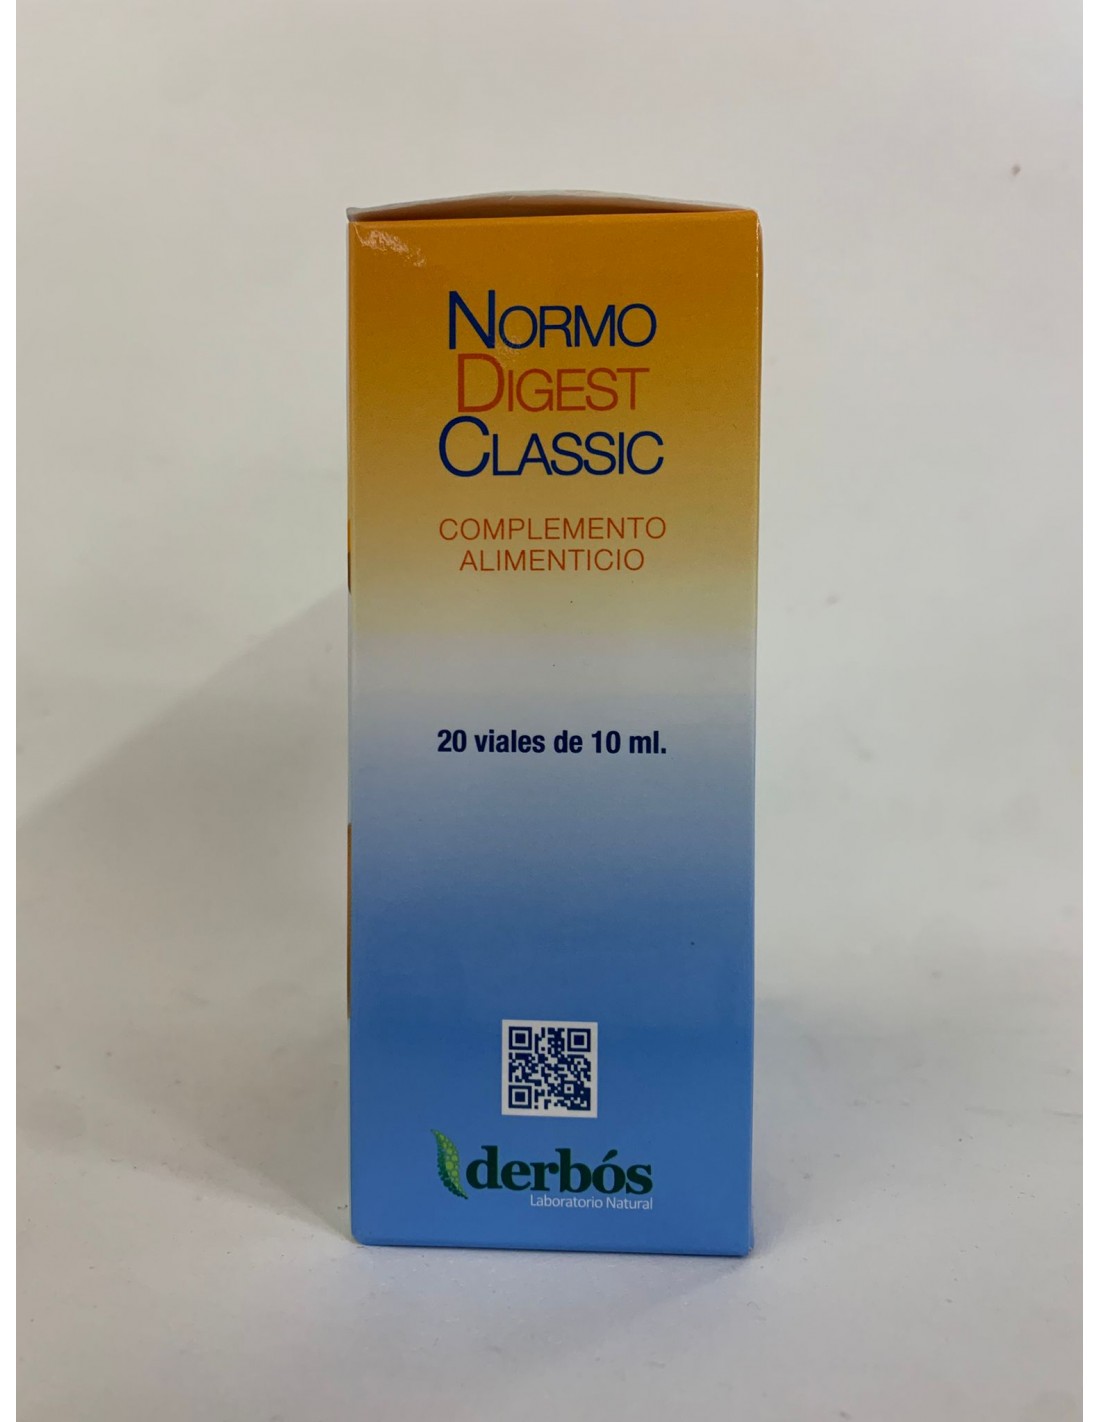 NORMO
DIGEST
CLASSIC
COMPLEMENTO
ALIMENTICIO
20 viales de 10 ml.
derbós
Laboratorio Natural